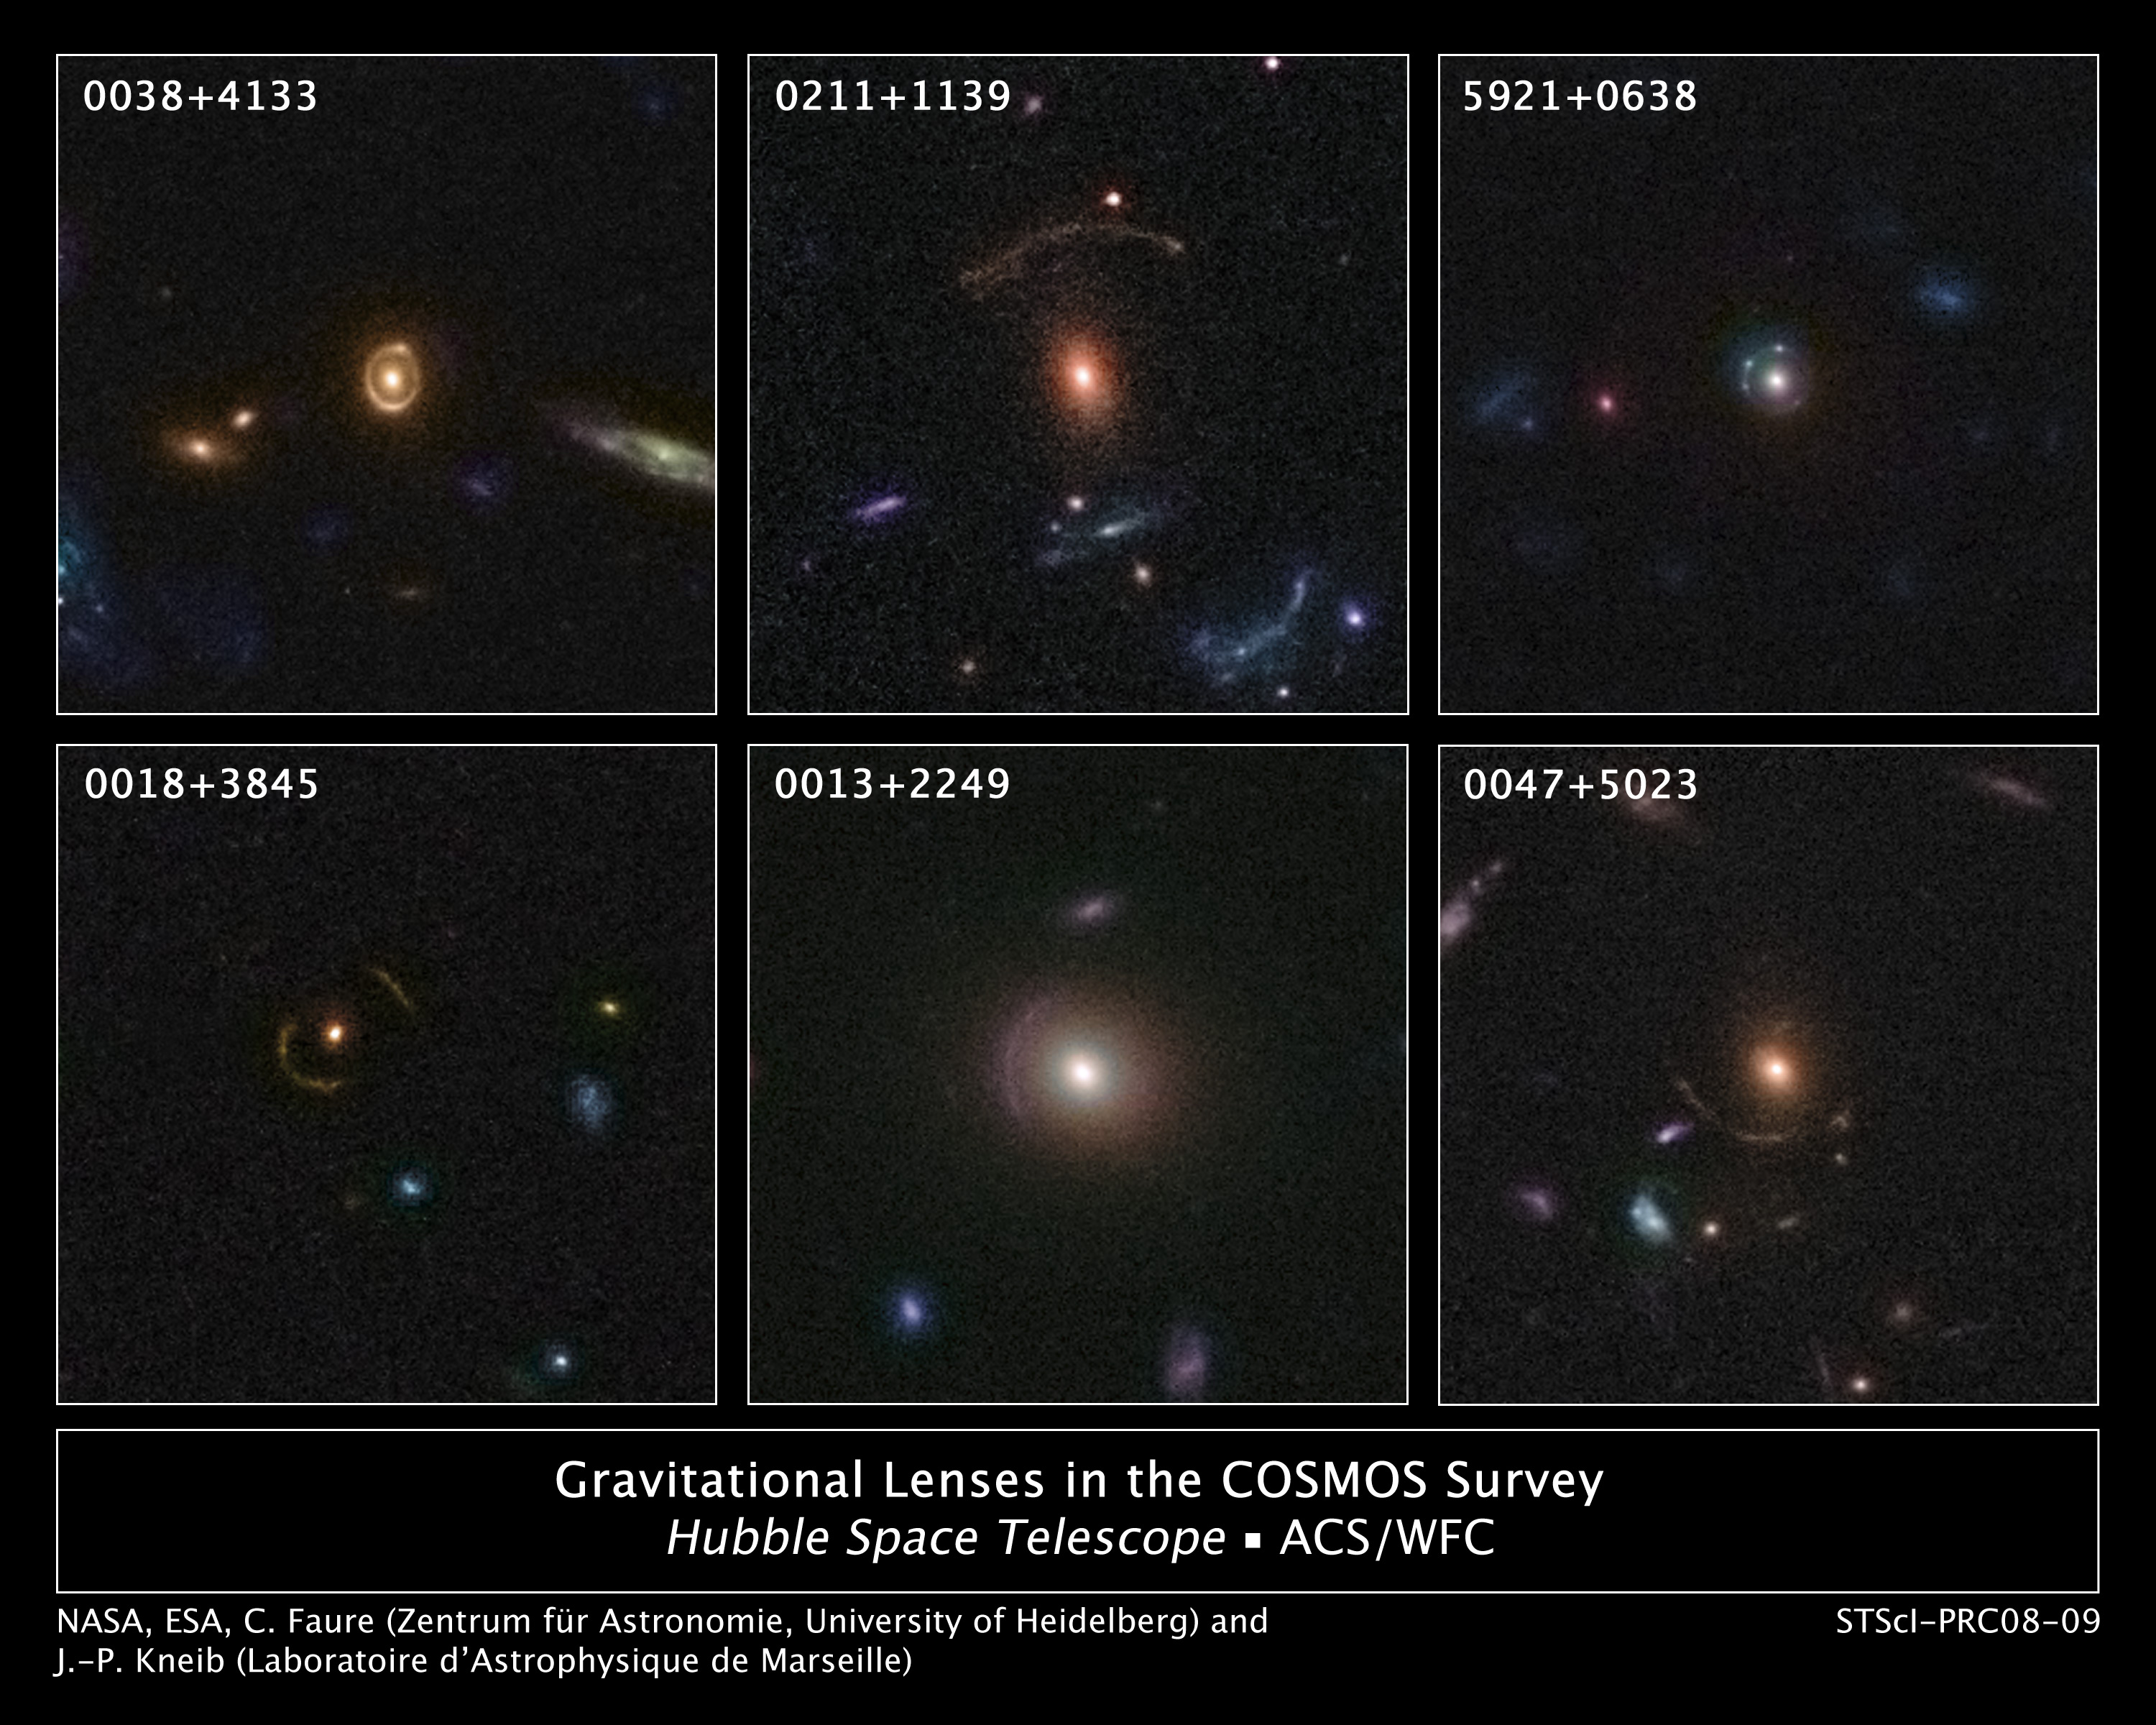 0038+4133
0211+1139
5921+0638
0018+3845
0013+2249
0047+5023
Gravitational Lenses in the COSMOS Survey
Hubble Space Telescope ▪ ACS/WFC
NASA, ESA, C. Faure (Zentrum für Astronomie, University of Heidelberg) and
J.-P. Kneib (Laboratoire d’Astrophysique de Marseille)
STScI-PRC08-09